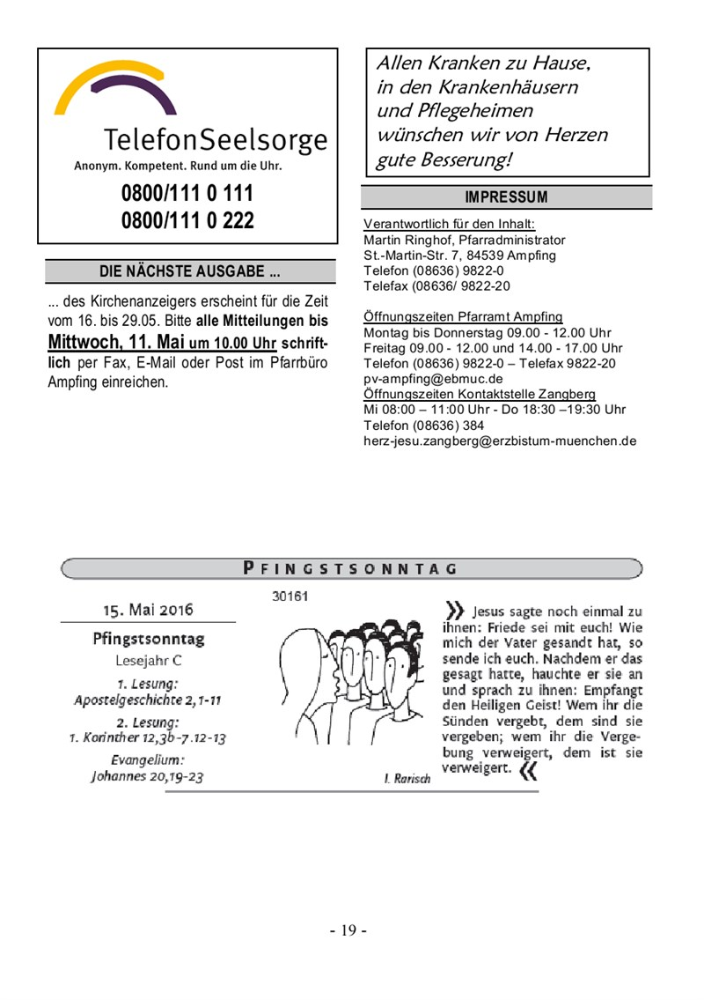 TelefonSeelsorge
Anonym. Kompetent. Rund um die Uhr.
0800/111 0 111
0800/111 0 222
DIE NÄCHSTE AUSGABE ...
... des Kirchenanzeigers erscheint für die Zeit
vom 16. bis 29.05. Bitte alle Mitteilungen bis
Mittwoch, 11. Mai um 10.00 Uhr schrift-
lich per Fax, E-Mail oder Post im Pfarrbüro
Ampfing einreichen.
Allen Kranken zu Hause,
in den Krankenhäusern
und Pflegeheimen
wünschen wir von Herzen
gute Besserung!
IMPRESSUM
Verantwortlich für den Inhalt:
Martin Ringhof, Pfarradministrator
St.-Martin-Str. 7, 84539 Ampfing
Telefon (08636) 9822-0
Telefax (08636/ 9822-20
Öffnungszeiten Pfarramt Ampfing
Montag bis Donnerstag 09.00 - 12.00 Uhr
Freitag 09.00 - 12.00 und 14.00 - 17.00 Uhr
Telefon (08636) 9822-0 – Telefax 9822-20
pv-ampfing@ebmuc.de
Öffnungszeiten Kontaktstelle Zangberg
Mi 08:00 – 11:00 Uhr - Do 18:30 –19:30 Uhr
Telefon (08636) 384
herz-jesu.zangberg@erzbistum-muenchen.de
PFINGSTSONNTAG
15. Mai 2016
Pfingstsonntag
Lesejahr C
1. Lesung:
Apostelgeschichte 2,1-11
2. Lesung:
1. Korinther 12,3b-7.12-13
Evangelium:
Johannes 20,19-23
30161
I. Rarisch
» Jesus sagte noch einmal zu
ihnen: Friede sei mit euch! Wie
mich der Vater gesandt hat, so
sende ich euch. Nachdem er das
gesagt hatte, hauchte er sie an
und sprach zu ihnen: Empfangt
den Heiligen Geist! Wem ihr die
Sünden vergebt, dem sind sie
vergeben; wem ihr die Verge-
bung verweigert, dem ist sie
verweigert. «
- 19 -